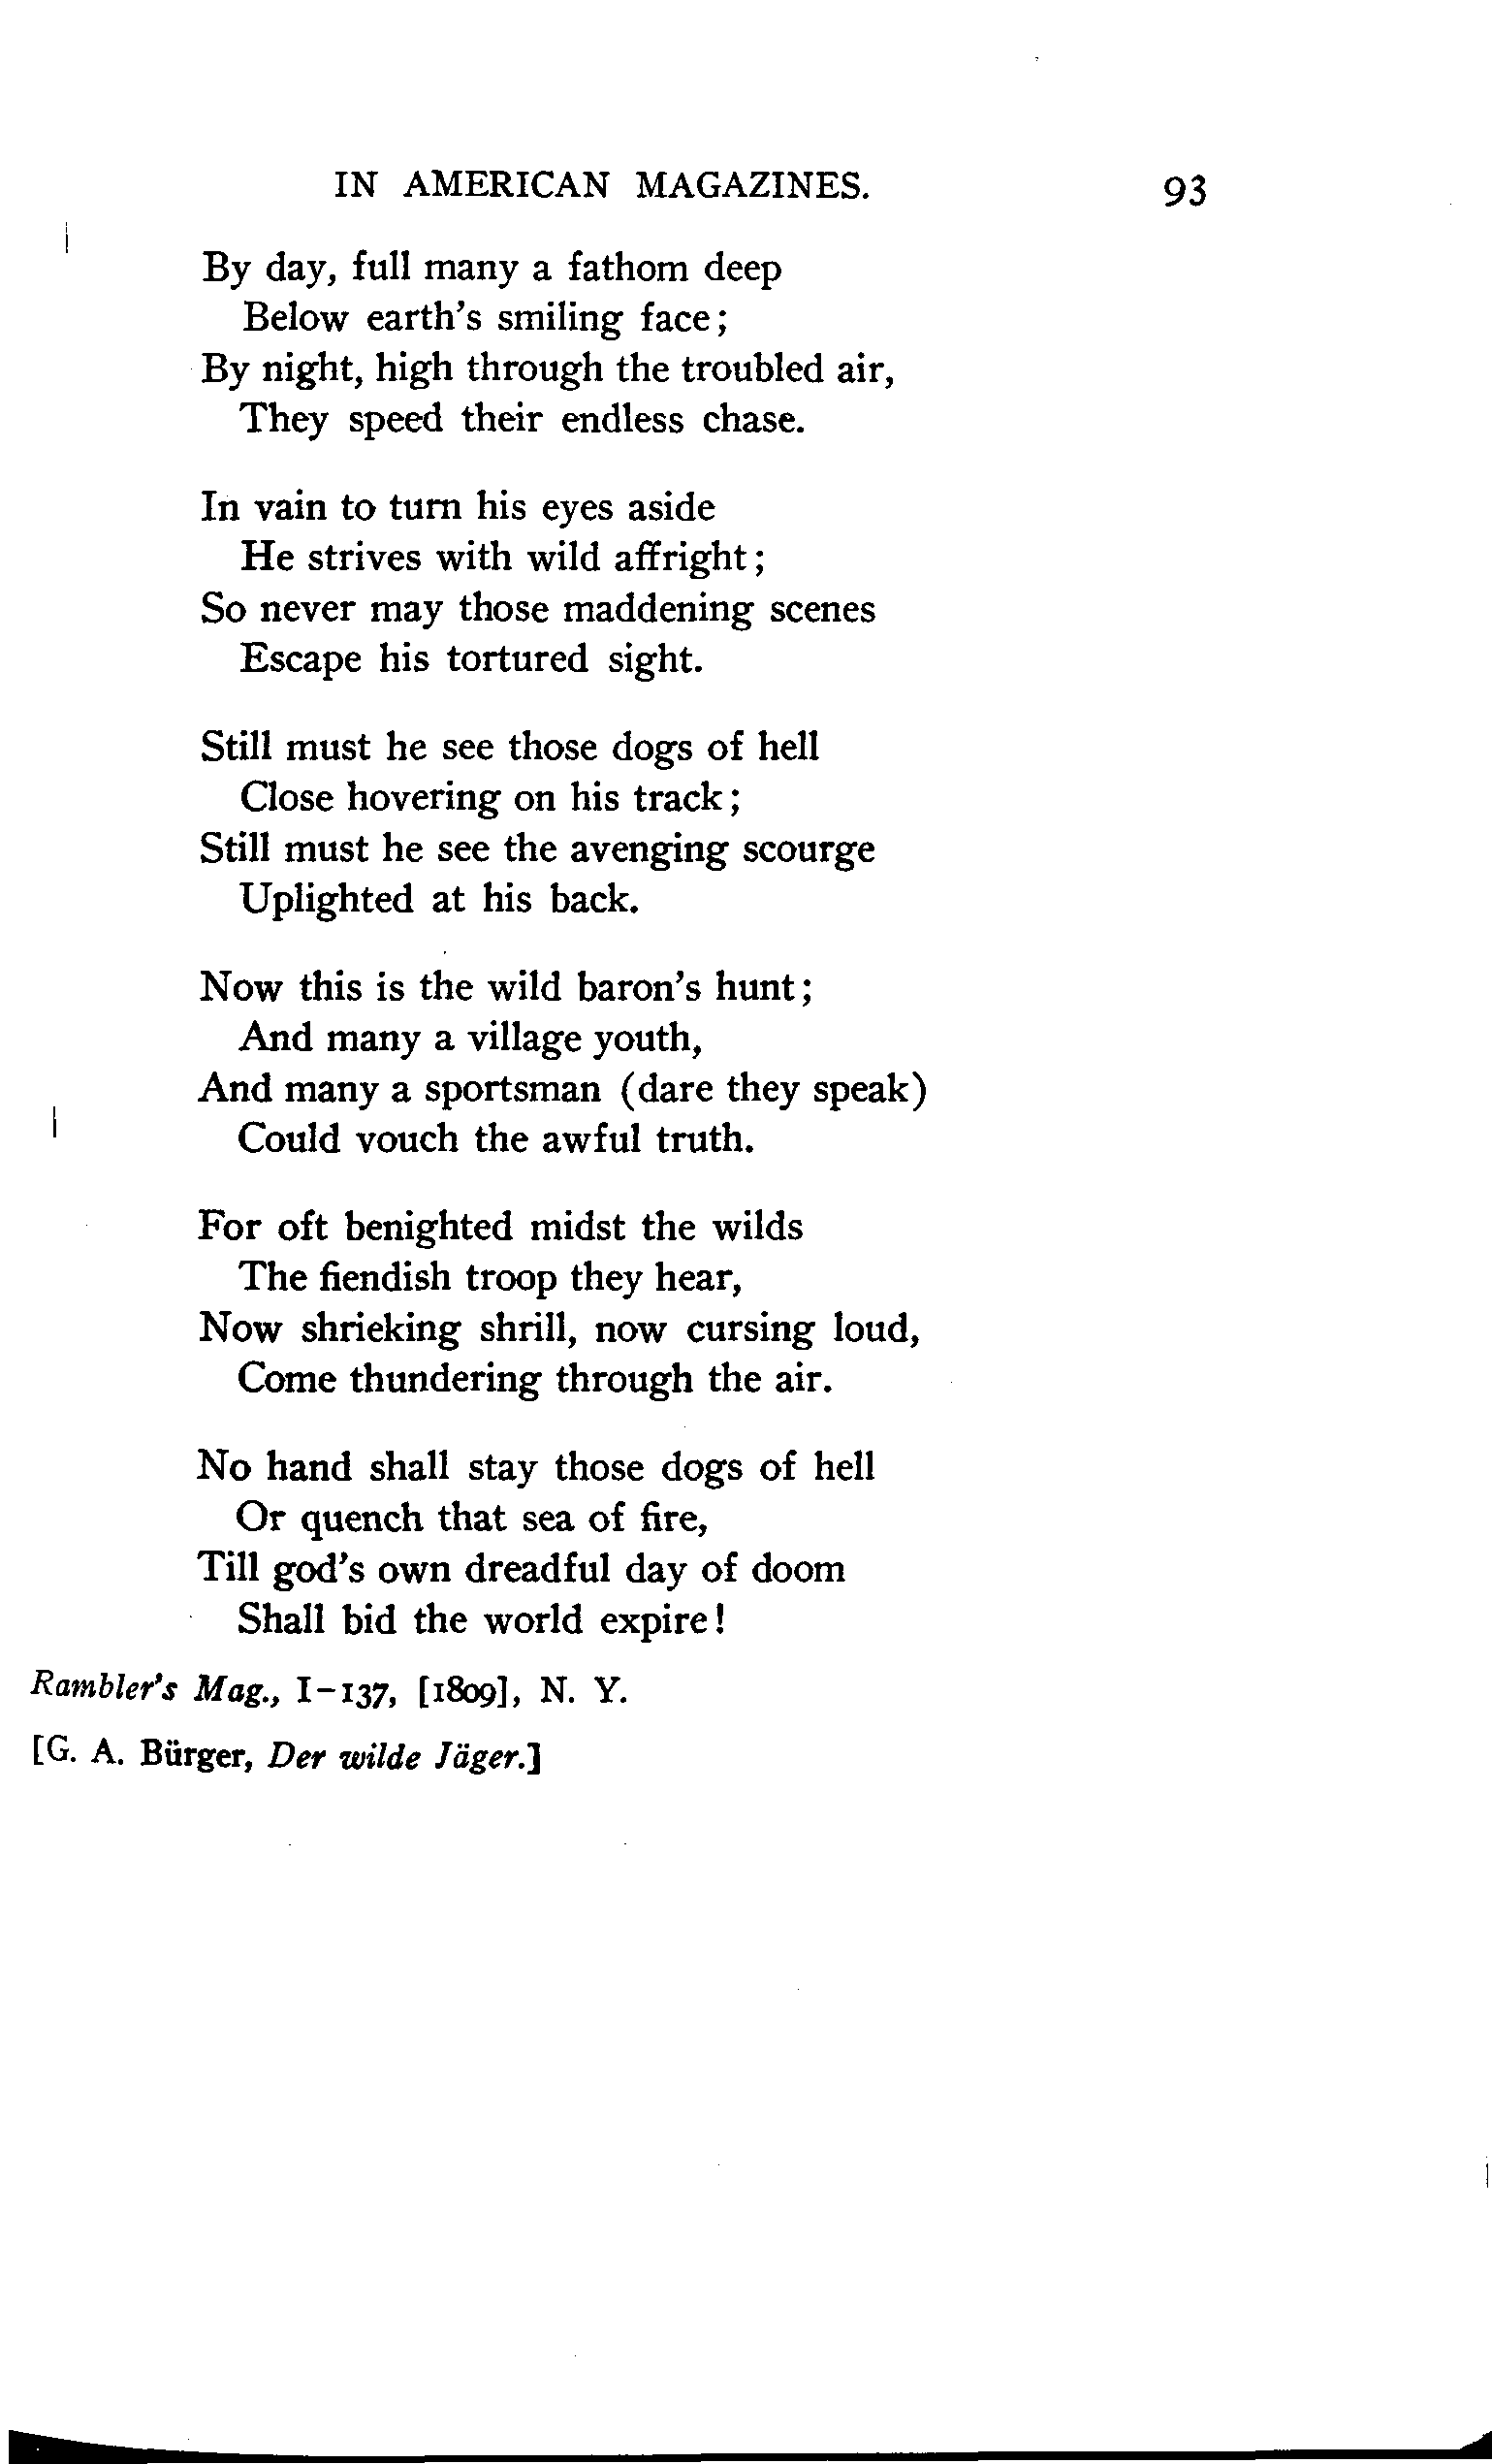 IN AMERICAN MAGAZINES. 93
By day, full many a fathom deep
Below earth's smiling face;
By night, high through the troubled air,
They speed their endless chase.
In vain to turn his eyes aside
He strives with wild affright;
So never may those maddening scenes
Escape his tortured sight.
Still must he see those dogs of hell
Close hovering on his track;
Still must he see the avenging scourge
Uplighted at his back.
Now this is the wild baron's hunt;
And many a village youth,
And many a sportsman (dare they speak)
Could vouch the awful truth.
For oft benighted midst the wilds
The fiendish troop they hear,
Now shrieking shrill, now cursing loud,
Come thundering through the air.
No hand shall stay those dogs of hell
Or quench that sea of fire,
Till god's own dreadful day of doom
Shall bid the world expire!
Rambler's Mag., I-137, [1809], N. Y.
[G. A. Bürger, Der wilde Jäger.]